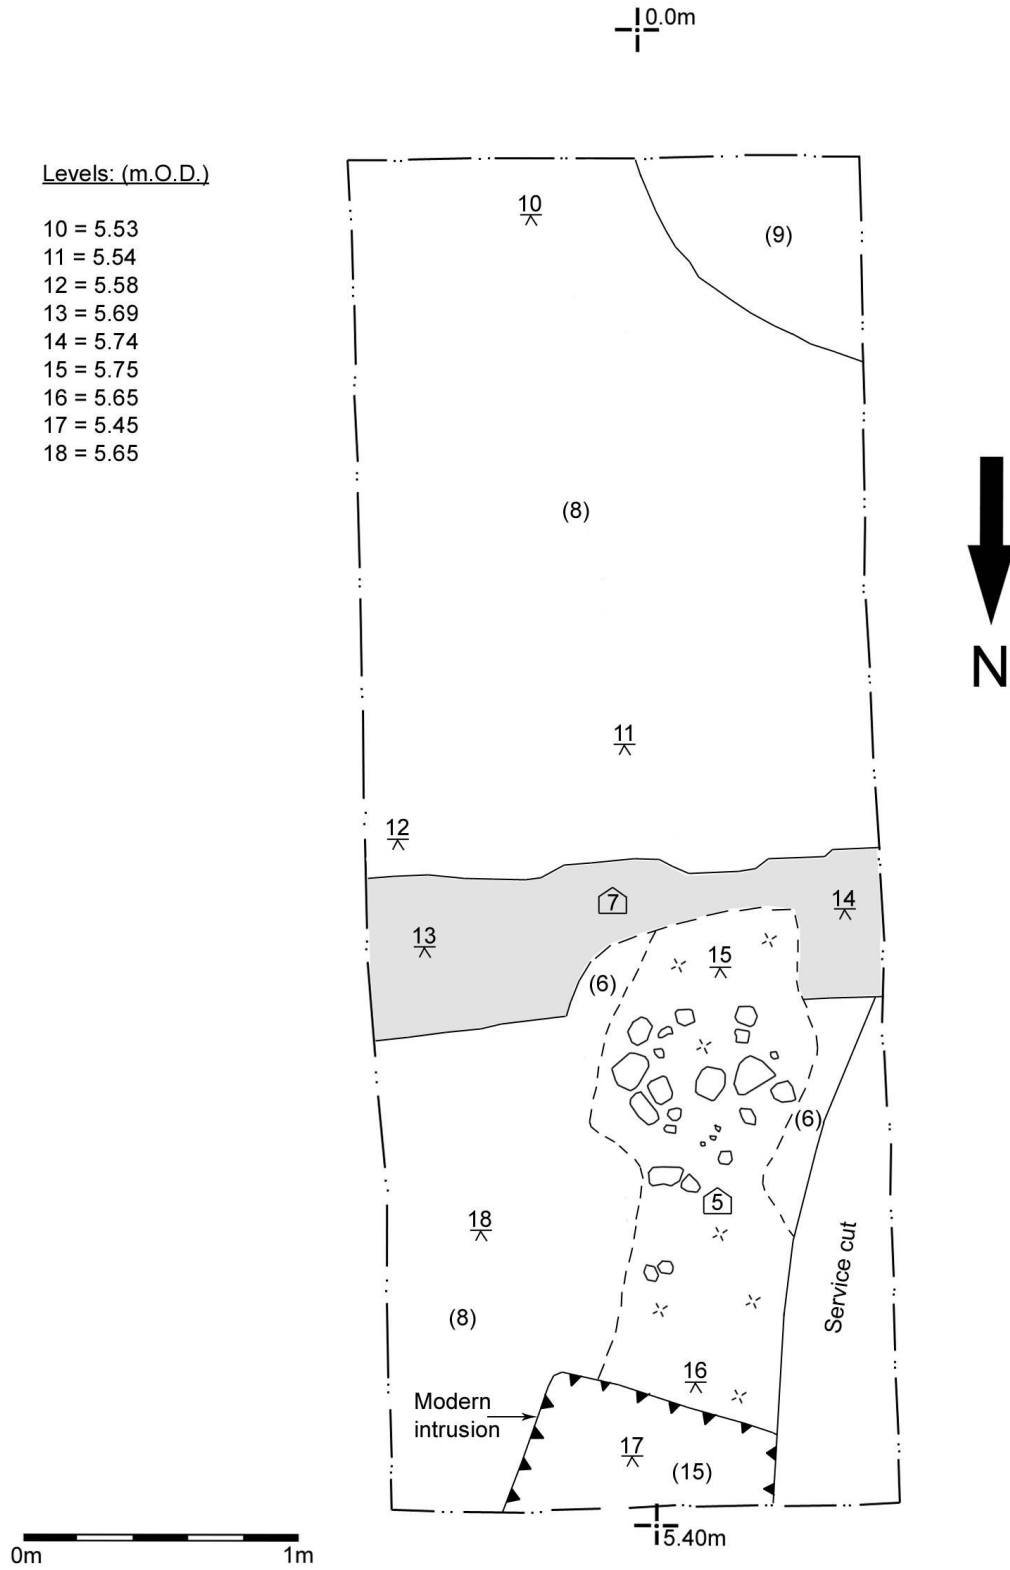 0.0m
Levels: (m.O.D.)
10 = 5.53
11 = 5.54
12 = 5.58
13 = 5.69
14 = 5.74
15 = 5.75
16 = 5.65
17 = 5.45
18 = 5.65
10
(9)
(8)
N
11
12
7
14
13
15
(6)
(6)
5
18
Service cut
(8)
16
Modern
intrusion
17
(15)
5.40m
0m
1m